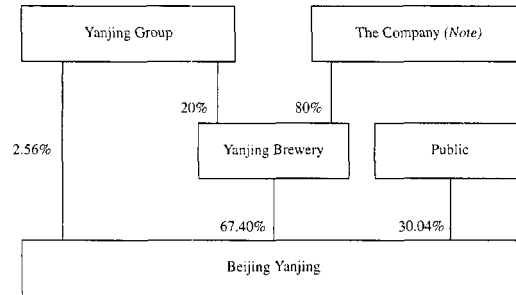 Yanjing Group
The Company (Note)
20%
80%
2.56%
Yanjing Brewery
Public
67.40%
30.04%
Beijing Yanjing